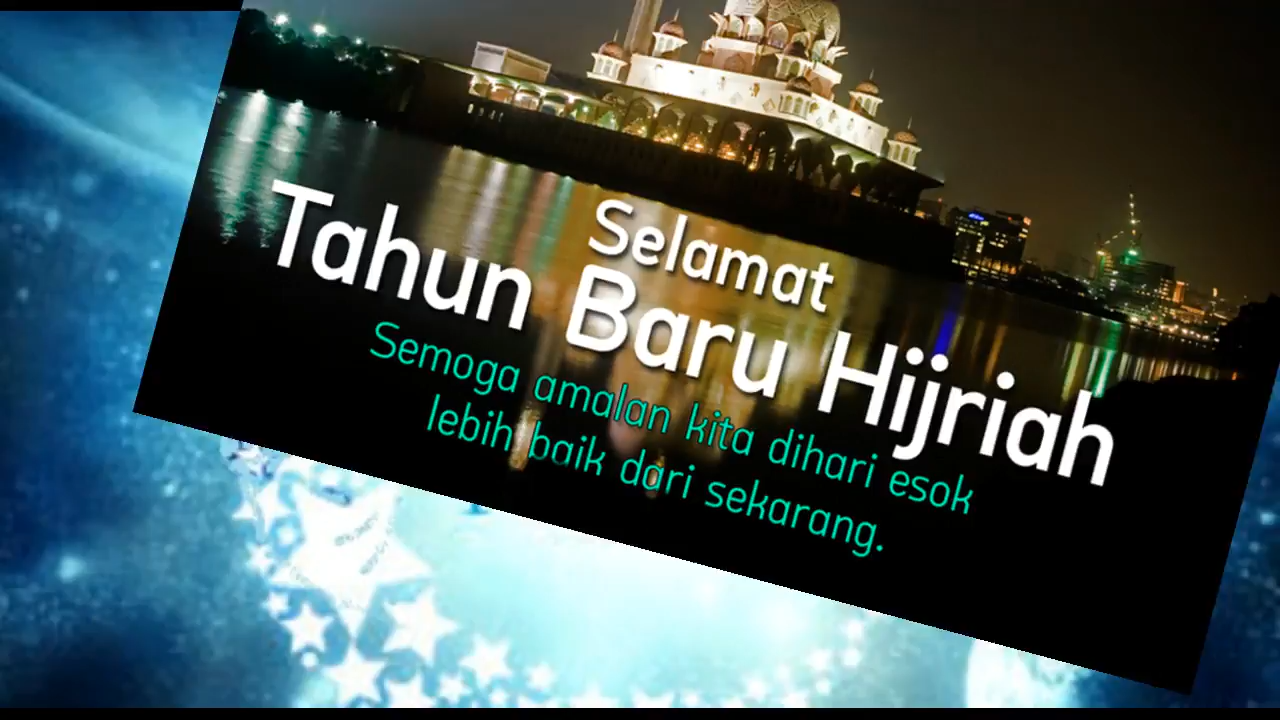 Selamat
Tahun Baru Hijriah
Semoga amalan kita dihari esok
lebih baik dari sekarang.